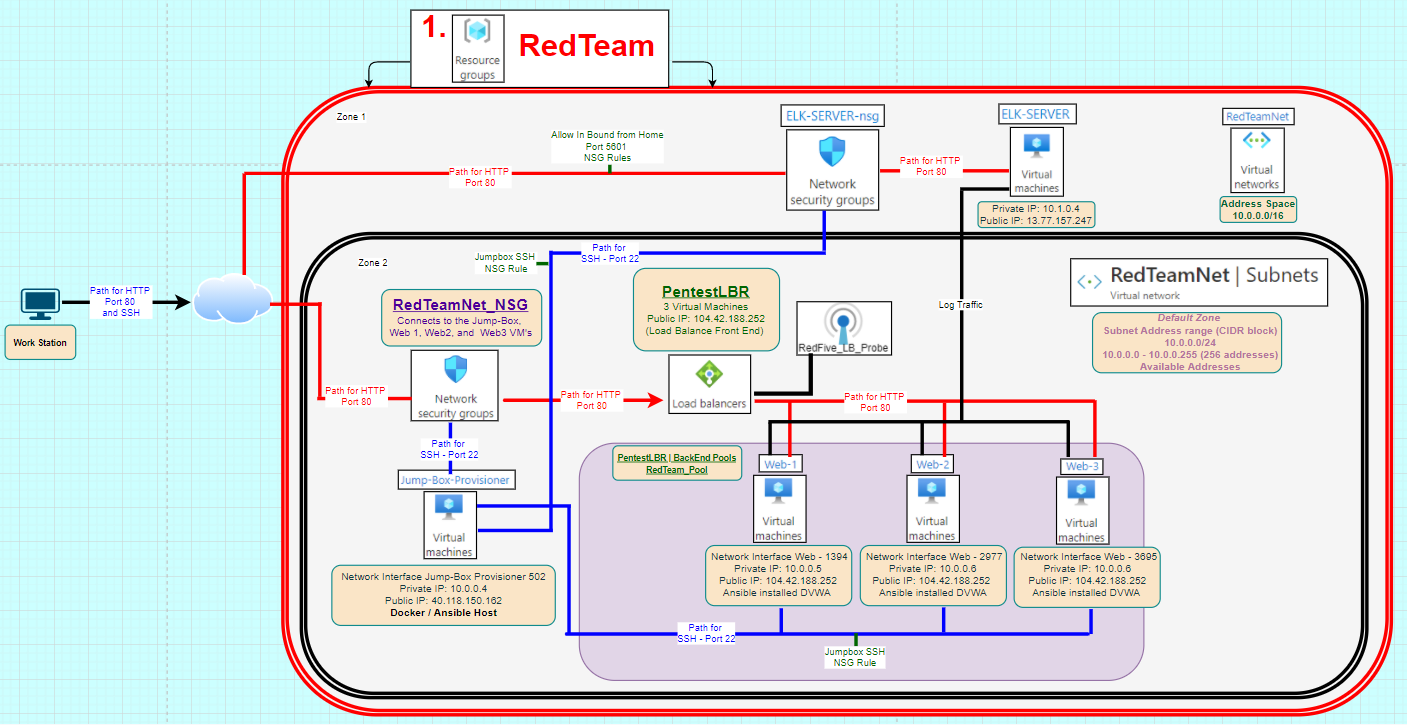 1.
Resource
groups
RedTeam
Zone 1
ELK-SERVER-nsg
Network
security groups
ELK-SERVER
Virtual
machines
Private IP: 10.1.0.4
Public IP: 13.77.157.247
RedTeamNet
Virtual
networks
Address Space
10.0.0.0/16
Allow In Bound from Home
Port 5601
NSG Rules
Path for HTTP
Port 80
Path for HTTP
Port 80
Zone 2
Jumpbox SSH
NSG Rule
Path for
SSH - Port 22
Work Station
Path for HTTP
Port 80
and SSH
RedTeamNet_NSG
Connects to the Jump-Box,
Web 1, Web2, and Web3 VM's
Network
security groups
Path for HTTP
Port 80
PentestLBR
3 Virtual Machines
Public IP: 104.42.188.252
(Load Balance Front End)
RedFive_LB_Probe
Load balancers
Path for HTTP
Port 80
Path for HTTP
Port 80
Log Traffic
RedTeamNet | Subnets
Virtual network
Default Zone
Subnet Address range (CIDR block)
10.0.0.0/24
10.0.0.0 - 10.0.0.255 (256 addresses)
Available Addresses
Path for
SSH - Port 22
Jump-Box-Provisioner
Virtual
machines
Network Interface Jump-Box Provisioner 502
Private IP: 10.0.0.4
Public IP: 40.118.150.162
Docker / Ansible Host
PentestLBR | BackEnd Pools
RedTeam_Pool
Web-1
Virtual
machines
Network Interface Web - 1394
Private IP: 10.0.0.5
Public IP: 104.42.188.252
Ansible installed DVWA
Web-2
Virtual
machines
Network Interface Web - 2977
Private IP: 10.0.0.6
Public IP: 104.42.188.252
Ansible installed DVWA
Web-3
Virtual
machines
Network Interface Web - 3695
Private IP: 10.0.0.6
Public IP: 104.42.188.252
Ansible installed DVWA
Path for
SSH - Port 22
Jumpbox SSH
NSG Rule